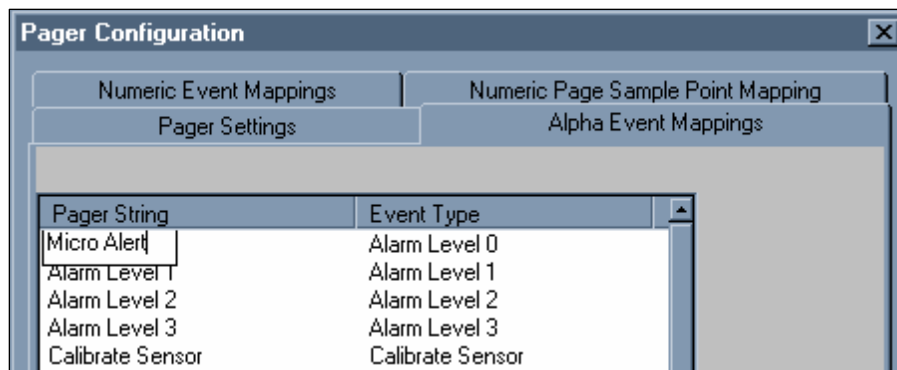 Pager Configuration
Numeric Event Mappings Numeric Page Sample Point Mapping
Pager Settings Alpha Event Mappings
Pager String Event Type
Micro Alert Alarm Level 0
Alarm Level 1 Alarm Level 1
Alarm Level 2 Alarm Level 2
Alarm Level 3 Alarm Level 3
Calibrate Sensor Calibrate Sensor